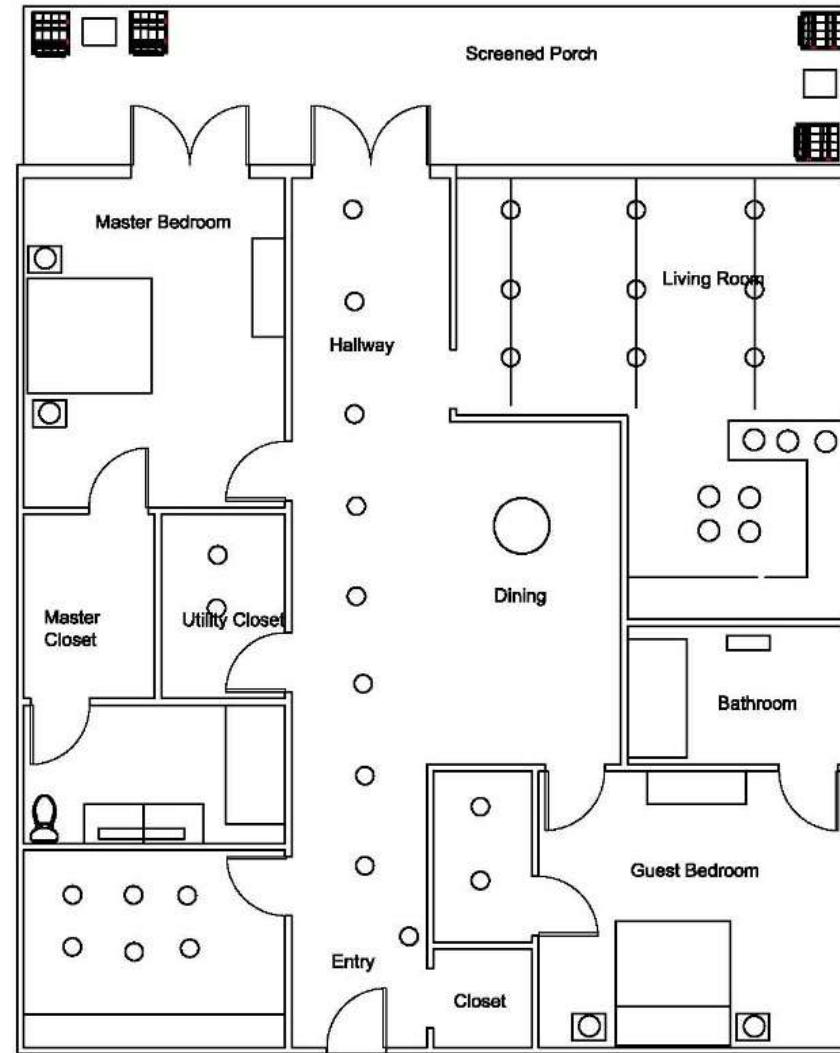 Screened Porch
Master Bedroom
Living Room
Hallway
Dining
Master
Closet
Utility Closet
Bathroom
Guest Bedroom
Entry
Closet